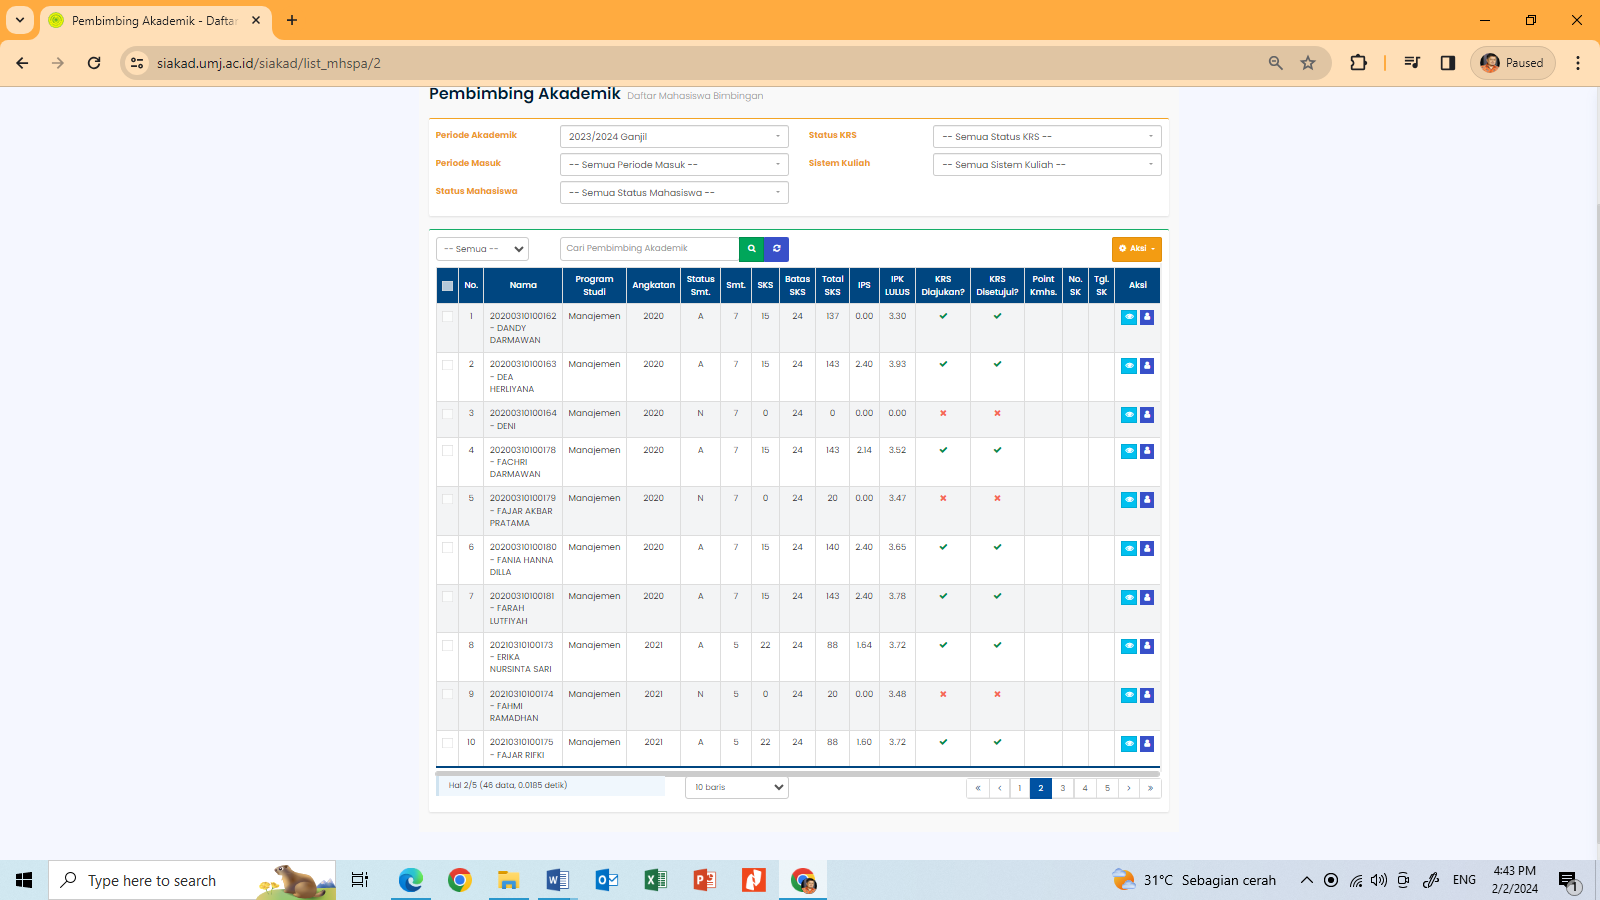 Pembimbing Akademik - Dafta
siakad.umj.ac.id/siakad/list_mhspa/2
Paused
Pembimbing Akademik Daftar Mahasiswa Bimbingan
Periode Akademik 2023/2024 Ganjil Status KRS -- Semua Status KRS --
Periode Masuk -- Semua Periode Masuk -- Sistem Kuliah -- Semua Sistem Kuliah --
Status Mahasiswa -- Semua Status Mahasiswa --
-- Semua -- Cari Pembimbing Akademik Aksi
No. Nama Program Studi Angkatan Status Smt. Smt. SKS Batas SKS Total SKS IPS IPK LULUS KRS Diajukan? KRS Disetujui? Point Kmhs. No. SK Tgl. SK Aksi
1 20200310100162 Manajemen 2020 A 7 15 24 137 0.00 3.30
- DANDY
DARMAWAN
2 20200310100163 Manajemen 2020 A 7 15 24 143 2.40 3.93
- DEA
HERLIYANA
3 20200310100164 Manajemen 2020 N 7 0 24 0 0.00 0.00
- DENI
4 20200310100178 Manajemen 2020 A 7 15 24 143 2.14 3.52
- FACHRI
DARMAWAN
5 20200310100179 Manajemen 2020 N 7 0 24 20 0.00 3.47
- FAJAR AKBAR
PRATAMA
6 20200310100180 Manajemen 2020 A 7 15 24 140 2.40 3.65
- FANIA HANNA
DILLA
7 20200310100181 Manajemen 2020 A 7 15 24 143 2.40 3.78
- FARAH
LUTFIYAH
8 20210310100173 Manajemen 2021 A 5 22 24 88 1.64 3.72
- ERIKA
NURSINTA SARI
9 20210310100174 Manajemen 2021 N 5 0 24 20 0.00 3.48
- FAHMI
RAMADHAN
10 20210310100175 Manajemen 2021 A 5 22 24 88 1.60 3.72
- FAJAR RIFKI
Hal 2/5 (46 data, 0.0185 detik) 10 baris « ‹ 1 2 3 4 5 › »
Type here to search
31°C Sebagian cerah
ENG
4:43 PM
2/2/2024
1